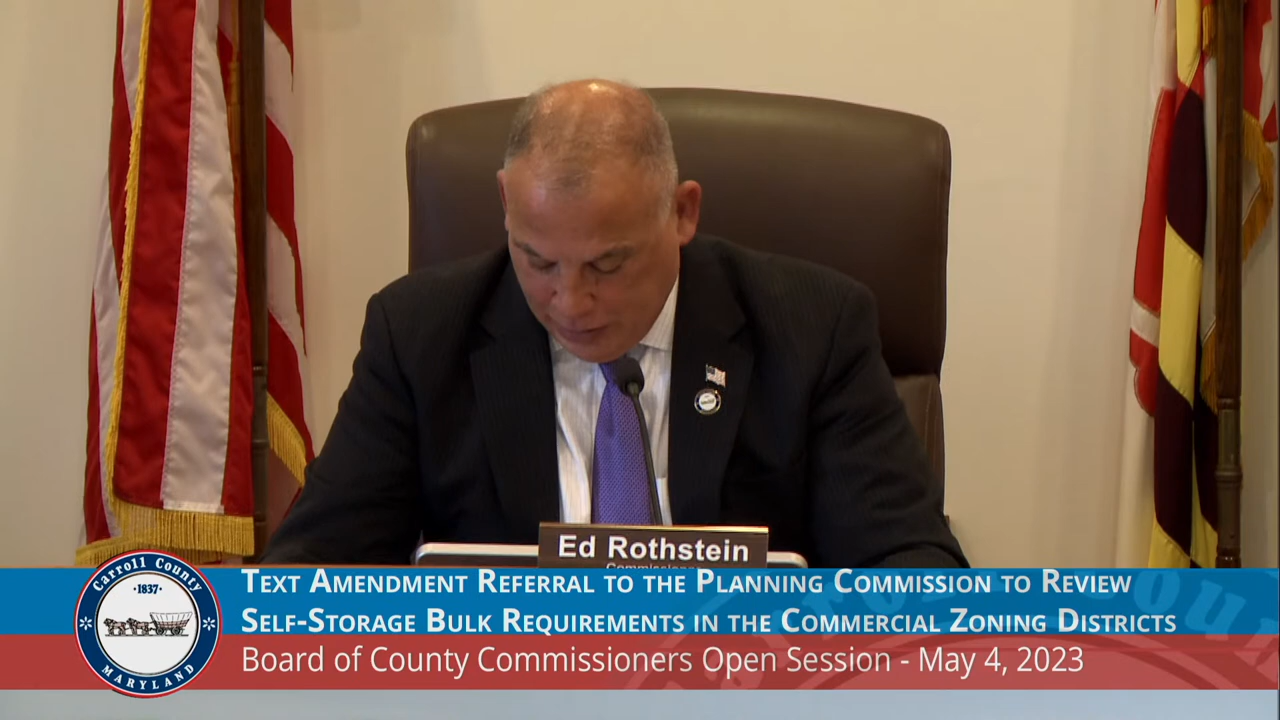 Ed Rothstein
Commissioner
Carroll County
·1837·
MARYLAND
Text Amendment Referral to the Planning Commission to Review
Self-Storage Bulk Requirements in the Commercial Zoning Districts
Board of County Commissioners Open Session - May 4, 2023